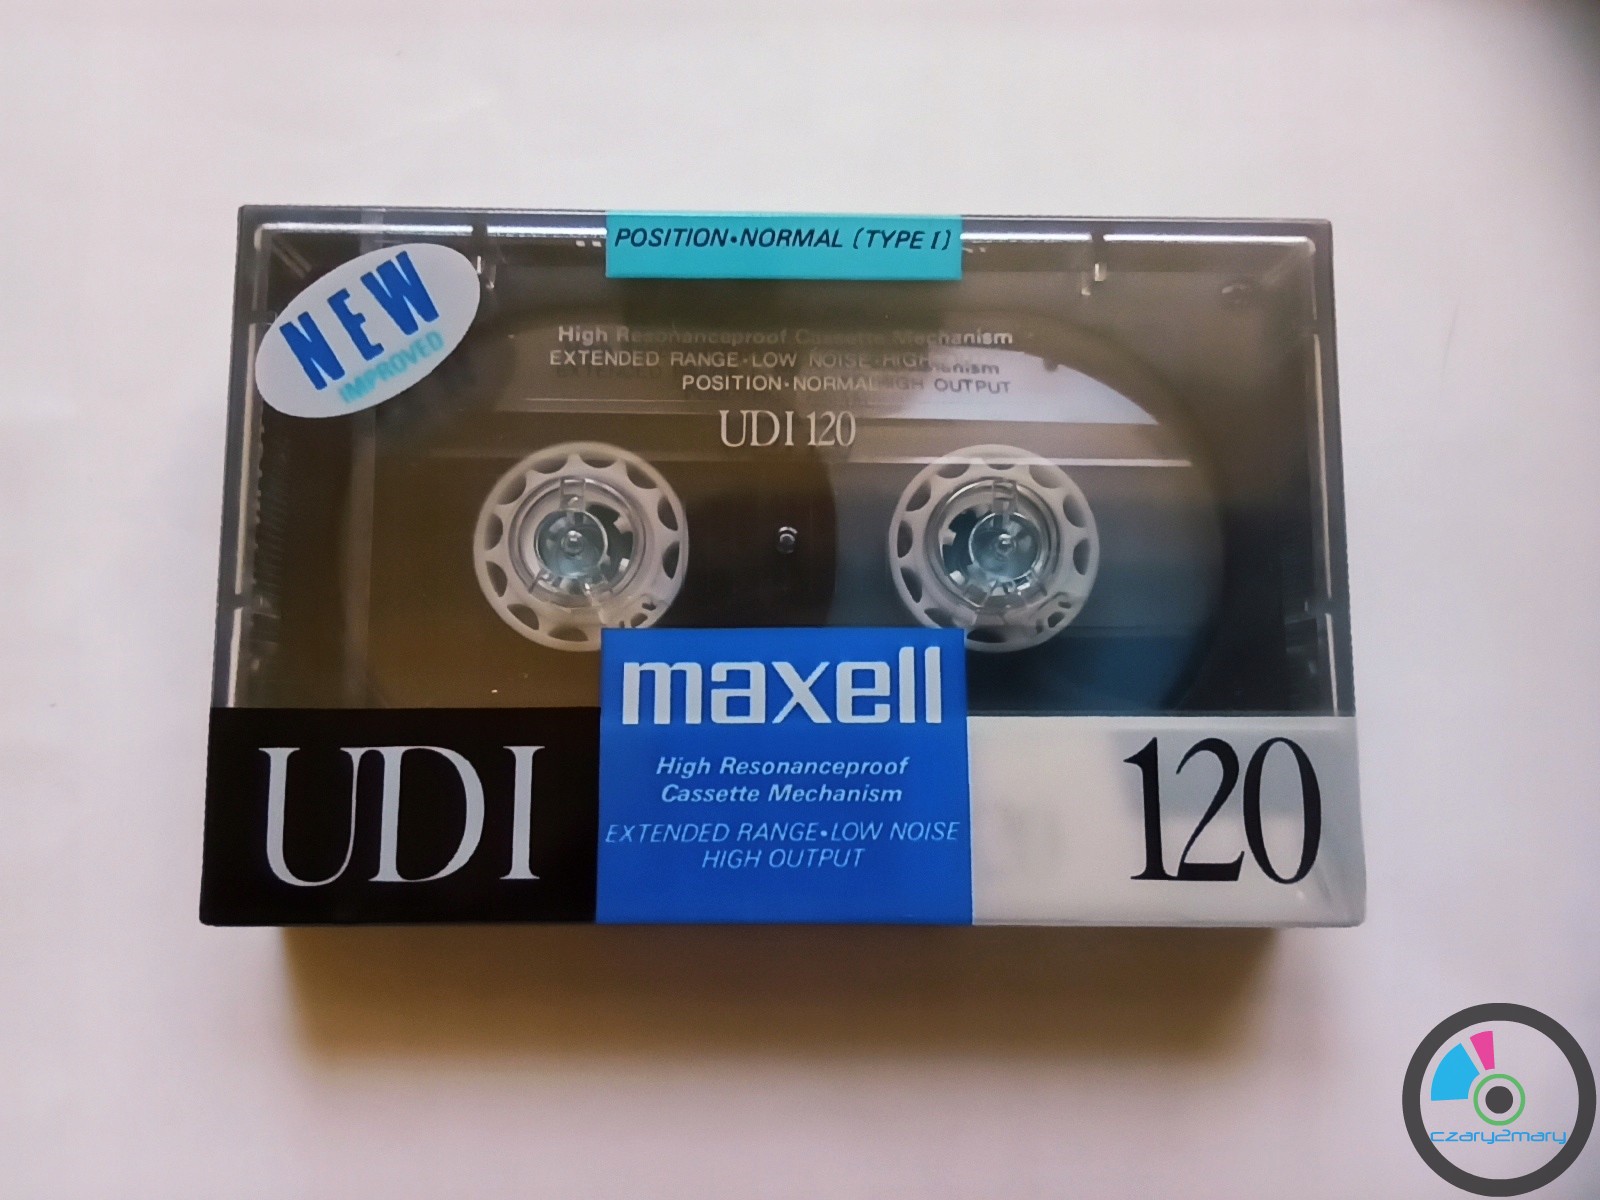 POSITION•NORMAL (TYPE I)
NEW
IMPROVED
High Resonanceproof Cassette Mechanism
EXTENDED RANGE•LOW NOISE•HIGH
POSITION•NORMAL
HIGH OUTPUT
UDI 120
maxell
High Resonanceproof
Cassette Mechanism
EXTENDED RANGE•LOW NOISE
HIGH OUTPUT
UDI
120
czary2mary